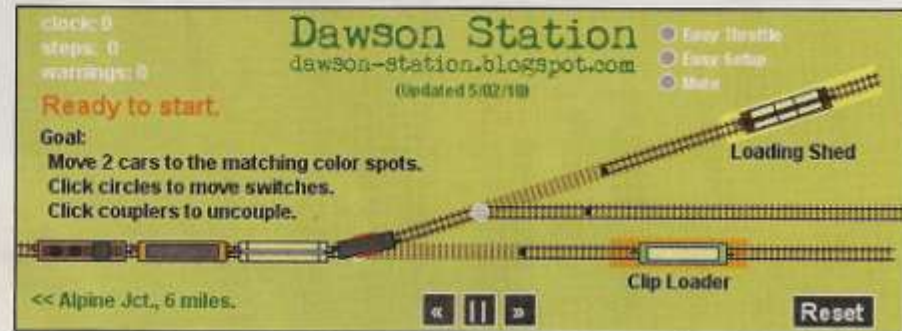 clock: 0
steps: 0
warnings: 0
Dawson Station
dawson-station.blogspot.com
(Updated 5/02/10)
Easy Throttle
Easy Setup
Mute
Ready to start.
Goal:
Move 2 cars to the matching color spots.
Click circles to move switches.
Click couplers to uncouple.
Loading Shed
Clip Loader
<< Alpine Jct., 6 miles.
« || »
Reset